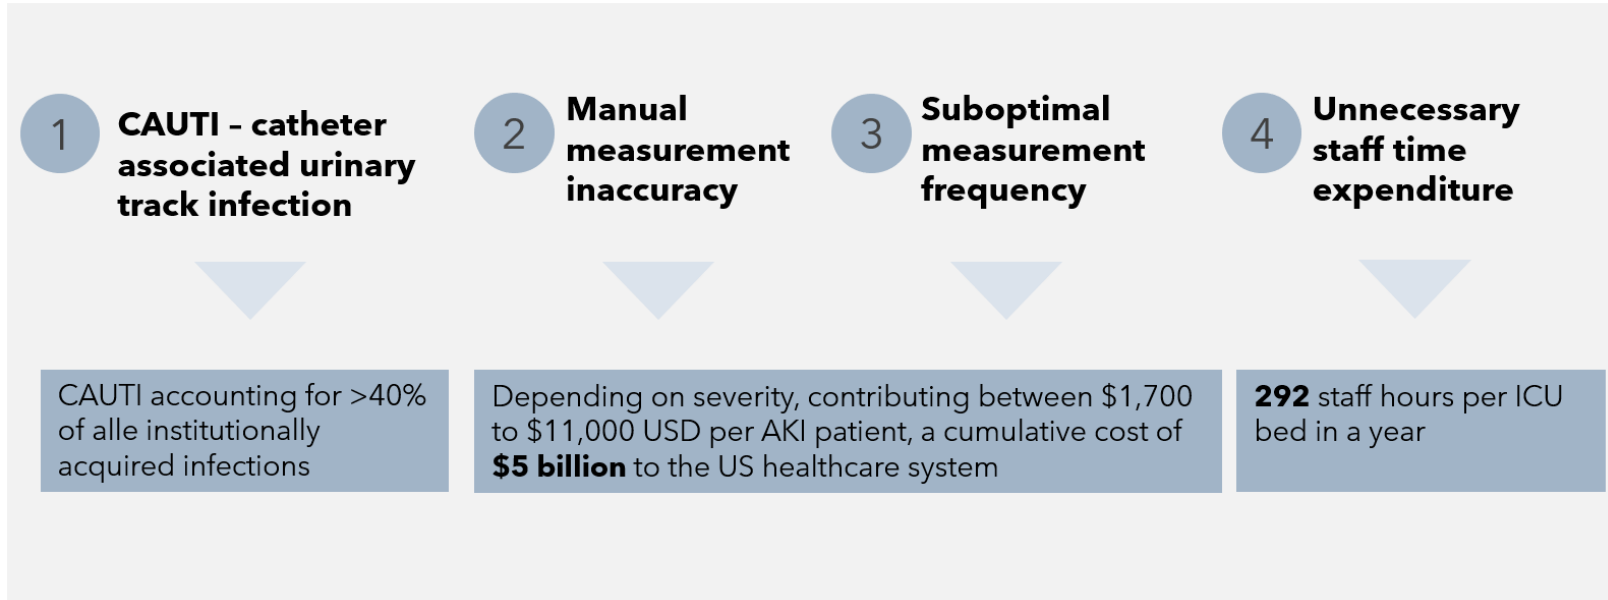 1
CAUTI – catheter
associated urinary
track infection
2
Manual
measurement
inaccuracy
3
Suboptimal
measurement
frequency
4
Unnecessary
staff time
expenditure
CAUTI accounting for >40%
of alle institutionally
acquired infections
Depending on severity, contributing between $1,700
to $11,000 USD per AKI patient, a cumulative cost of
$5 billion to the US healthcare system
292 staff hours per ICU
bed in a year